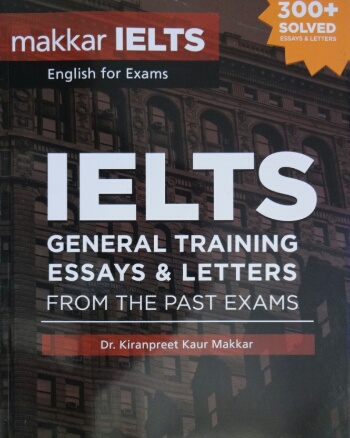 300+
SOLVED
ESSAYS & LETTERS
makkar IELTS
English for Exams
IELTS
GENERAL TRAINING
ESSAYS & LETTERS
FROM THE PAST EXAMS
Dr. Kiranpreet Kaur Makkar